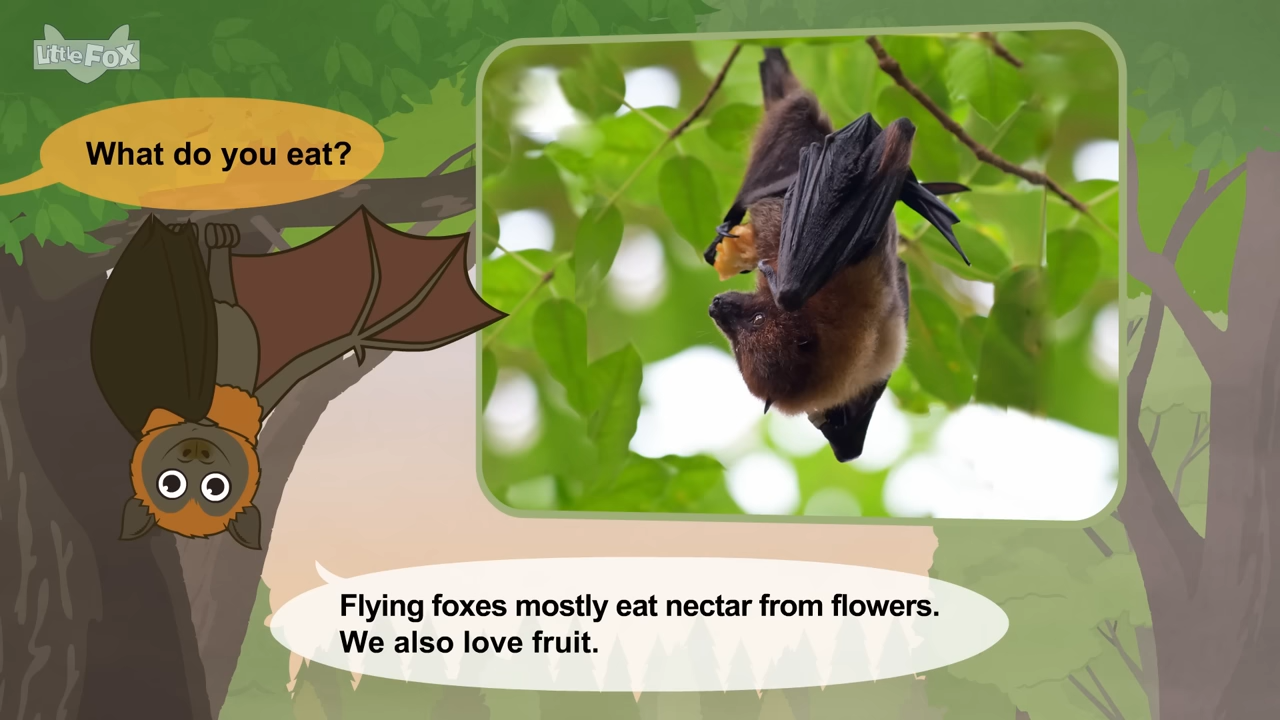 Little Fox
What do you eat?
Flying foxes mostly eat nectar from flowers.
We also love fruit.